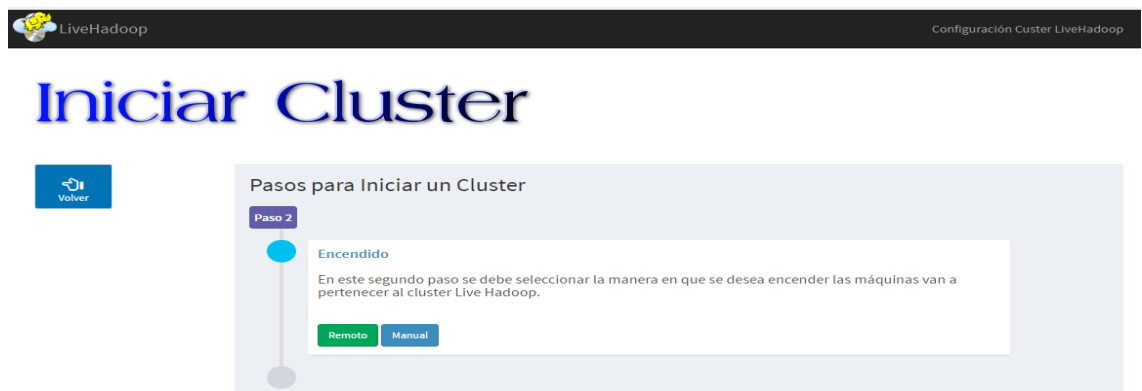 LiveHadoop
Configuración Custer LiveHadoop
Iniciar Cluster
Volver
Pasos para Iniciar un Cluster
Paso 2
Encendido
En este segundo paso se debe seleccionar la manera en que se desea encender las máquinas van a
pertenecer al cluster Live Hadoop.
Remoto
Manual